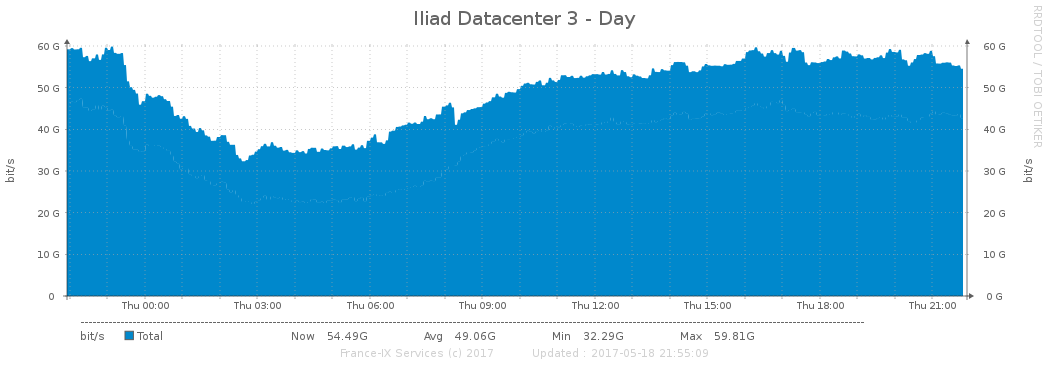 Iliad Datacenter 3 - Day
RRDTOOL / TOBI OETIKER
60 G 60 G
50 G 50 G
40 G 40 G
30 G 30 G
20 G 20 G
10 G 10 G
0 0 G
bit/s bit/s
Thu 00:00 Thu 03:00 Thu 06:00 Thu 09:00 Thu 12:00 Thu 15:00 Thu 18:00 Thu 21:00
bit/s Total Now 54.49G Avg 49.06G Min 32.29G Max 59.81G
France-IX Services (c) 2017 Updated : 2017-05-18 21:55:09